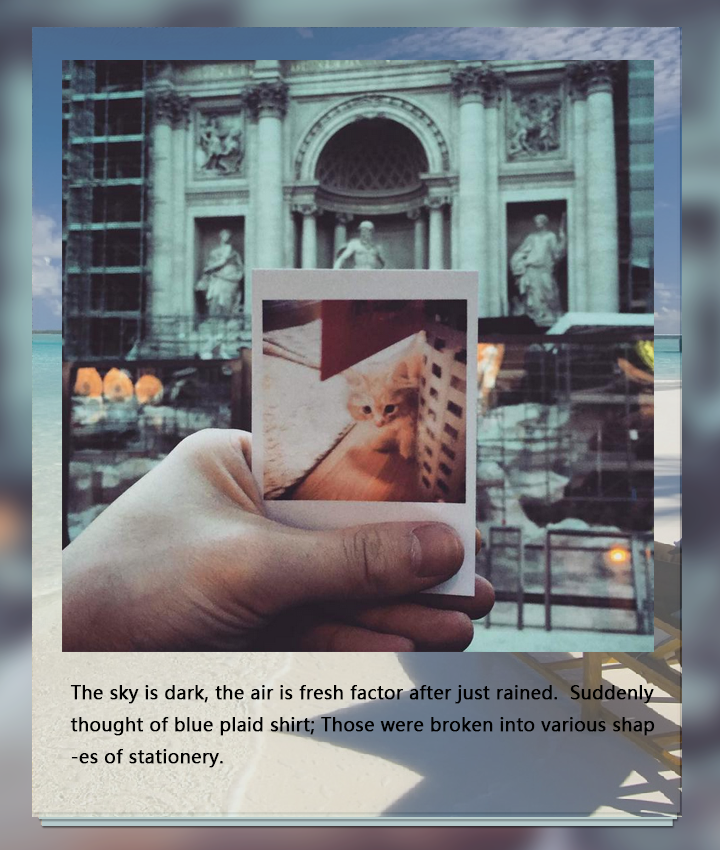 The sky is dark, the air is fresh factor after just rained.  Suddenly
thought of blue plaid shirt; Those were broken into various shap
-es of stationery.